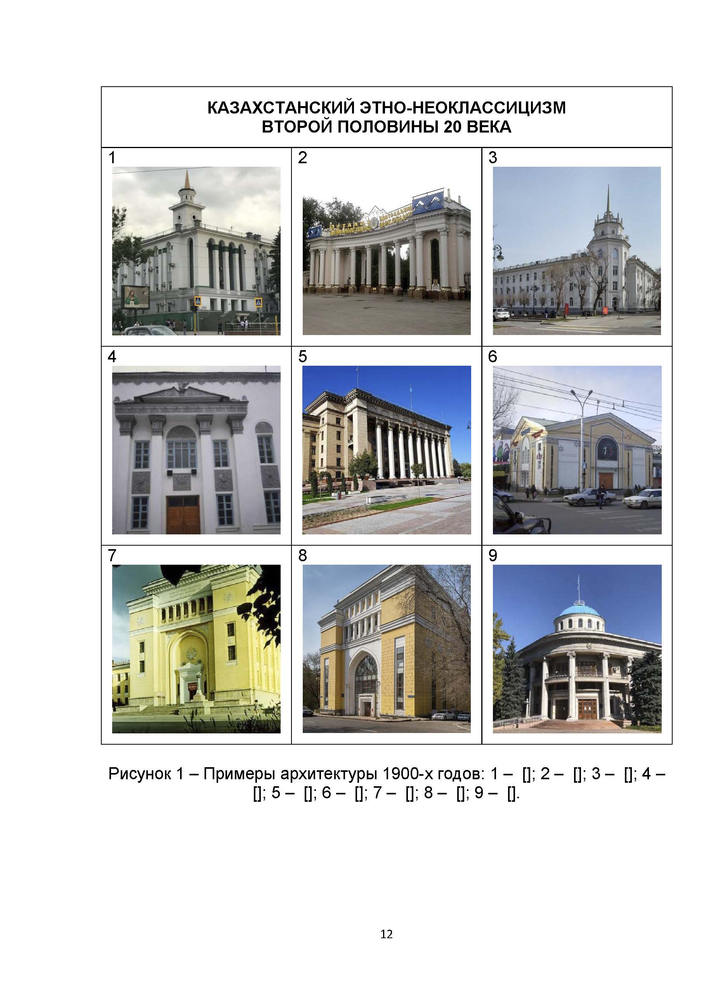 КАЗАХСТАНСКИЙ ЭТНО-НЕОКЛАССИЦИЗМ
ВТОРОЙ ПОЛОВИНЫ 20 ВЕКА
1
2
3
4
5
6
7
8
9
Рисунок 1 – Примеры архитектуры 1900-х годов: 1 – []; 2 – []; 3 – []; 4 –
[]; 5 – []; 6 – []; 7 – []; 8 – []; 9 – [].
12